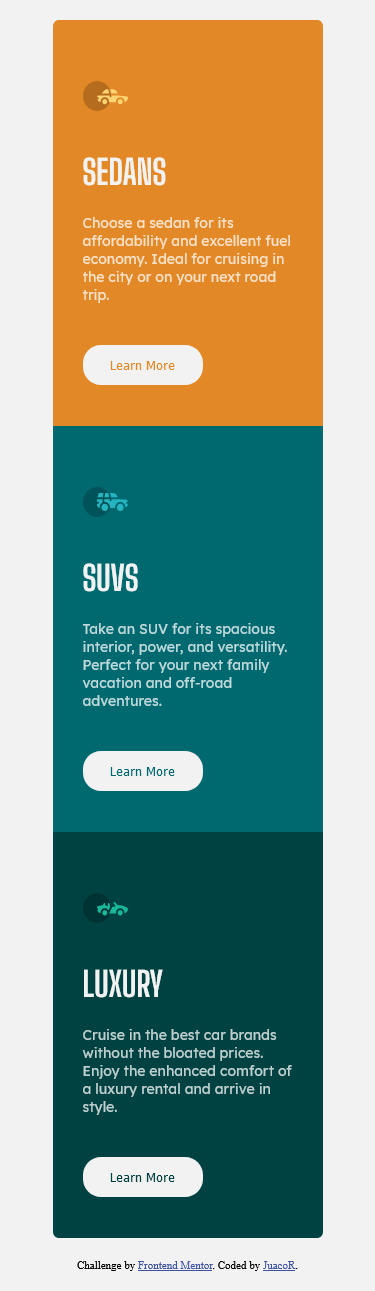 SEDANS
Choose a sedan for its
affordability and excellent fuel
economy. Ideal for cruising in
the city or on your next road
trip.
Learn More
SUVS
Take an SUV for its spacious
interior, power, and versatility.
Perfect for your next family
vacation and off-road
adventures.
Learn More
LUXURY
Cruise in the best car brands
without the bloated prices.
Enjoy the enhanced comfort of
a luxury rental and arrive in
style.
Learn More
Challenge by Frontend Mentor. Coded by JuacoR.